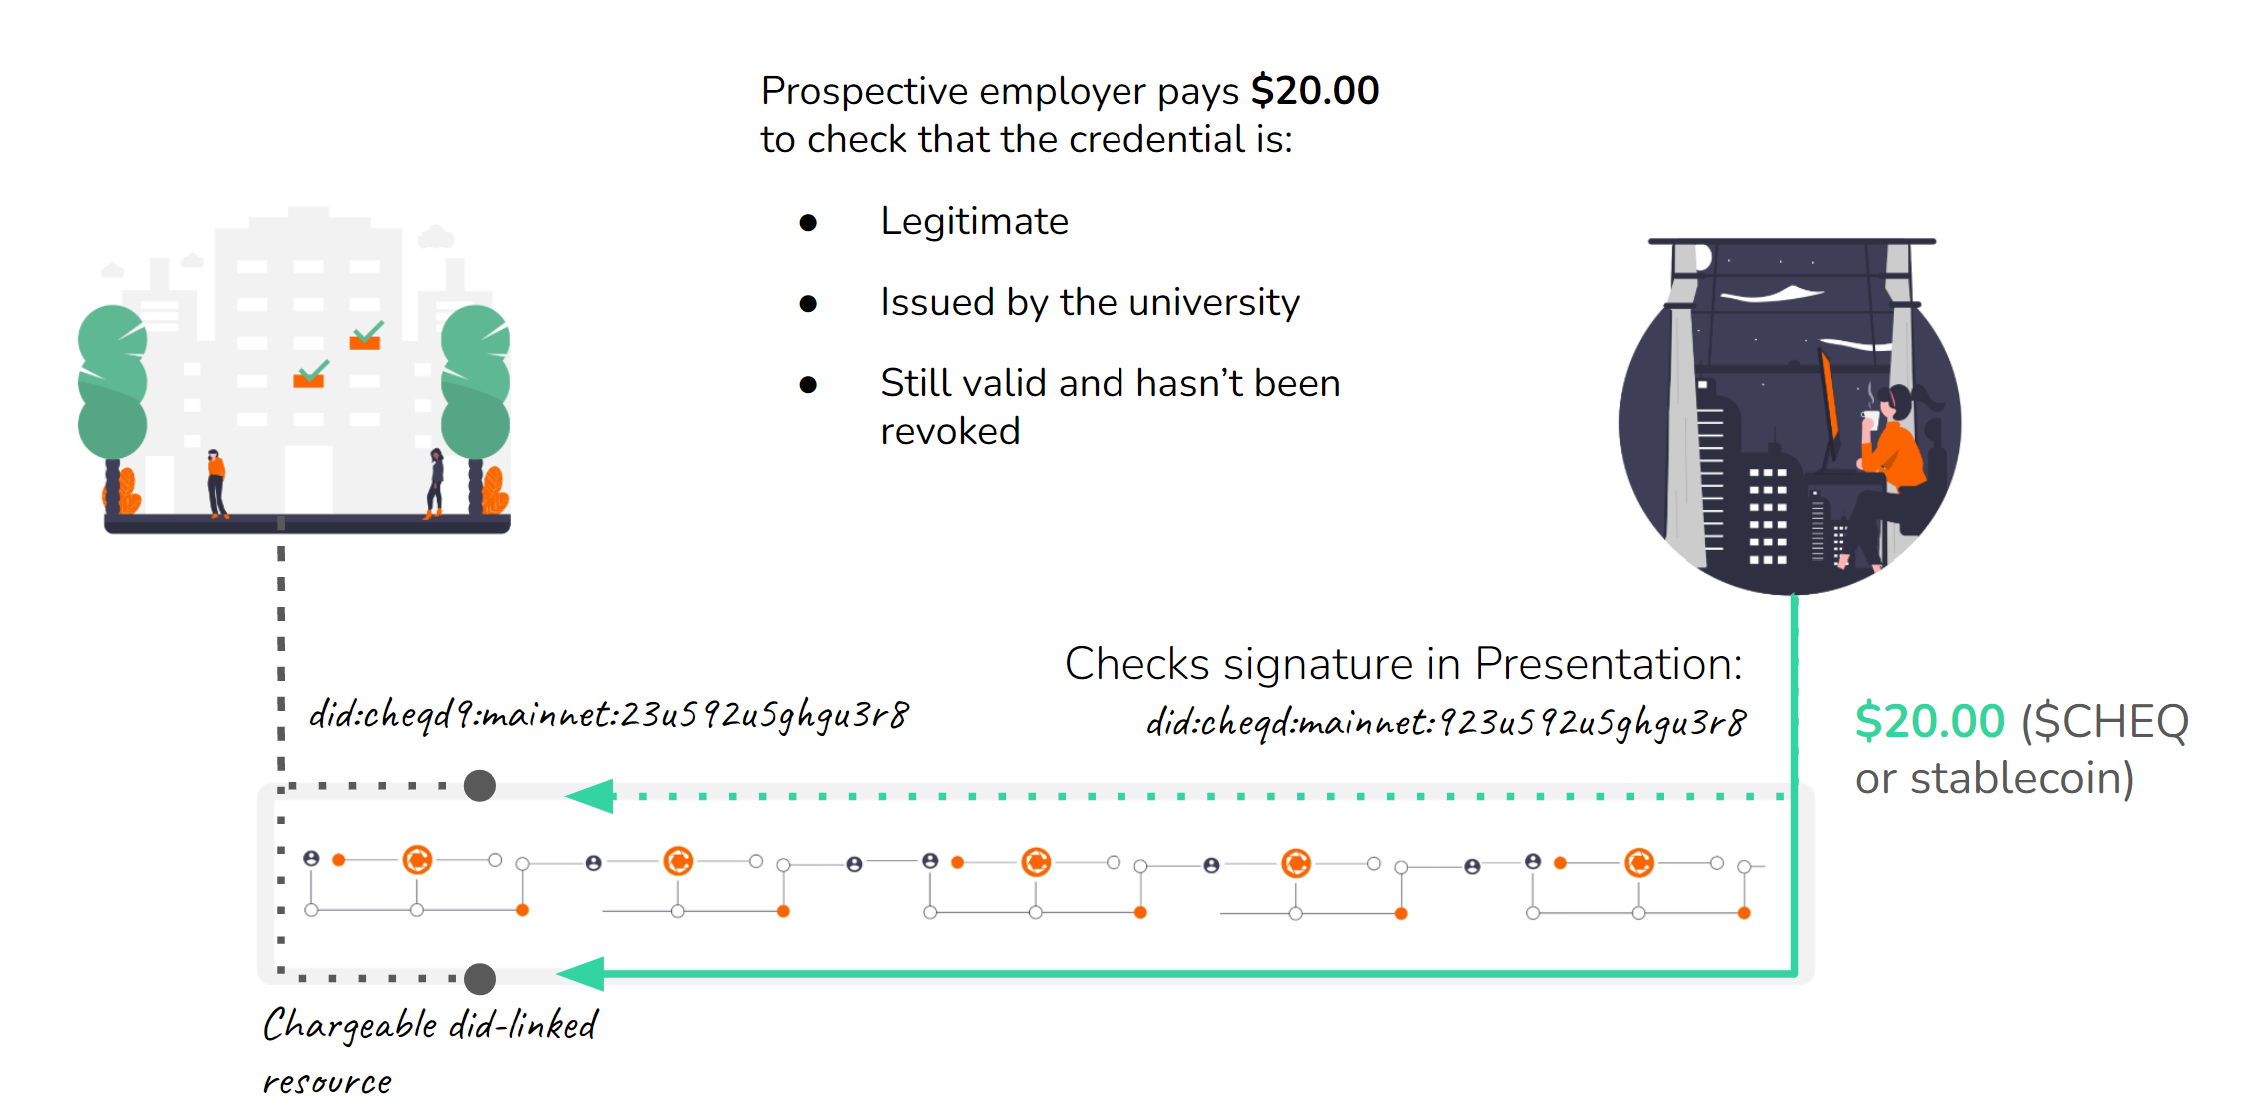 Prospective employer pays $20.00
to check that the credential is:
● Legitimate
● Issued by the university
● Still valid and hasn’t been
revoked
Checks signature in Presentation:
did:cheqd9:mainnet:23u592u5ghgu3r8
did:cheqd:mainnet:923u592u5ghgu3r8
$20.00 ($CHEQ
or stablecoin)
Chargeable did-linked
resource